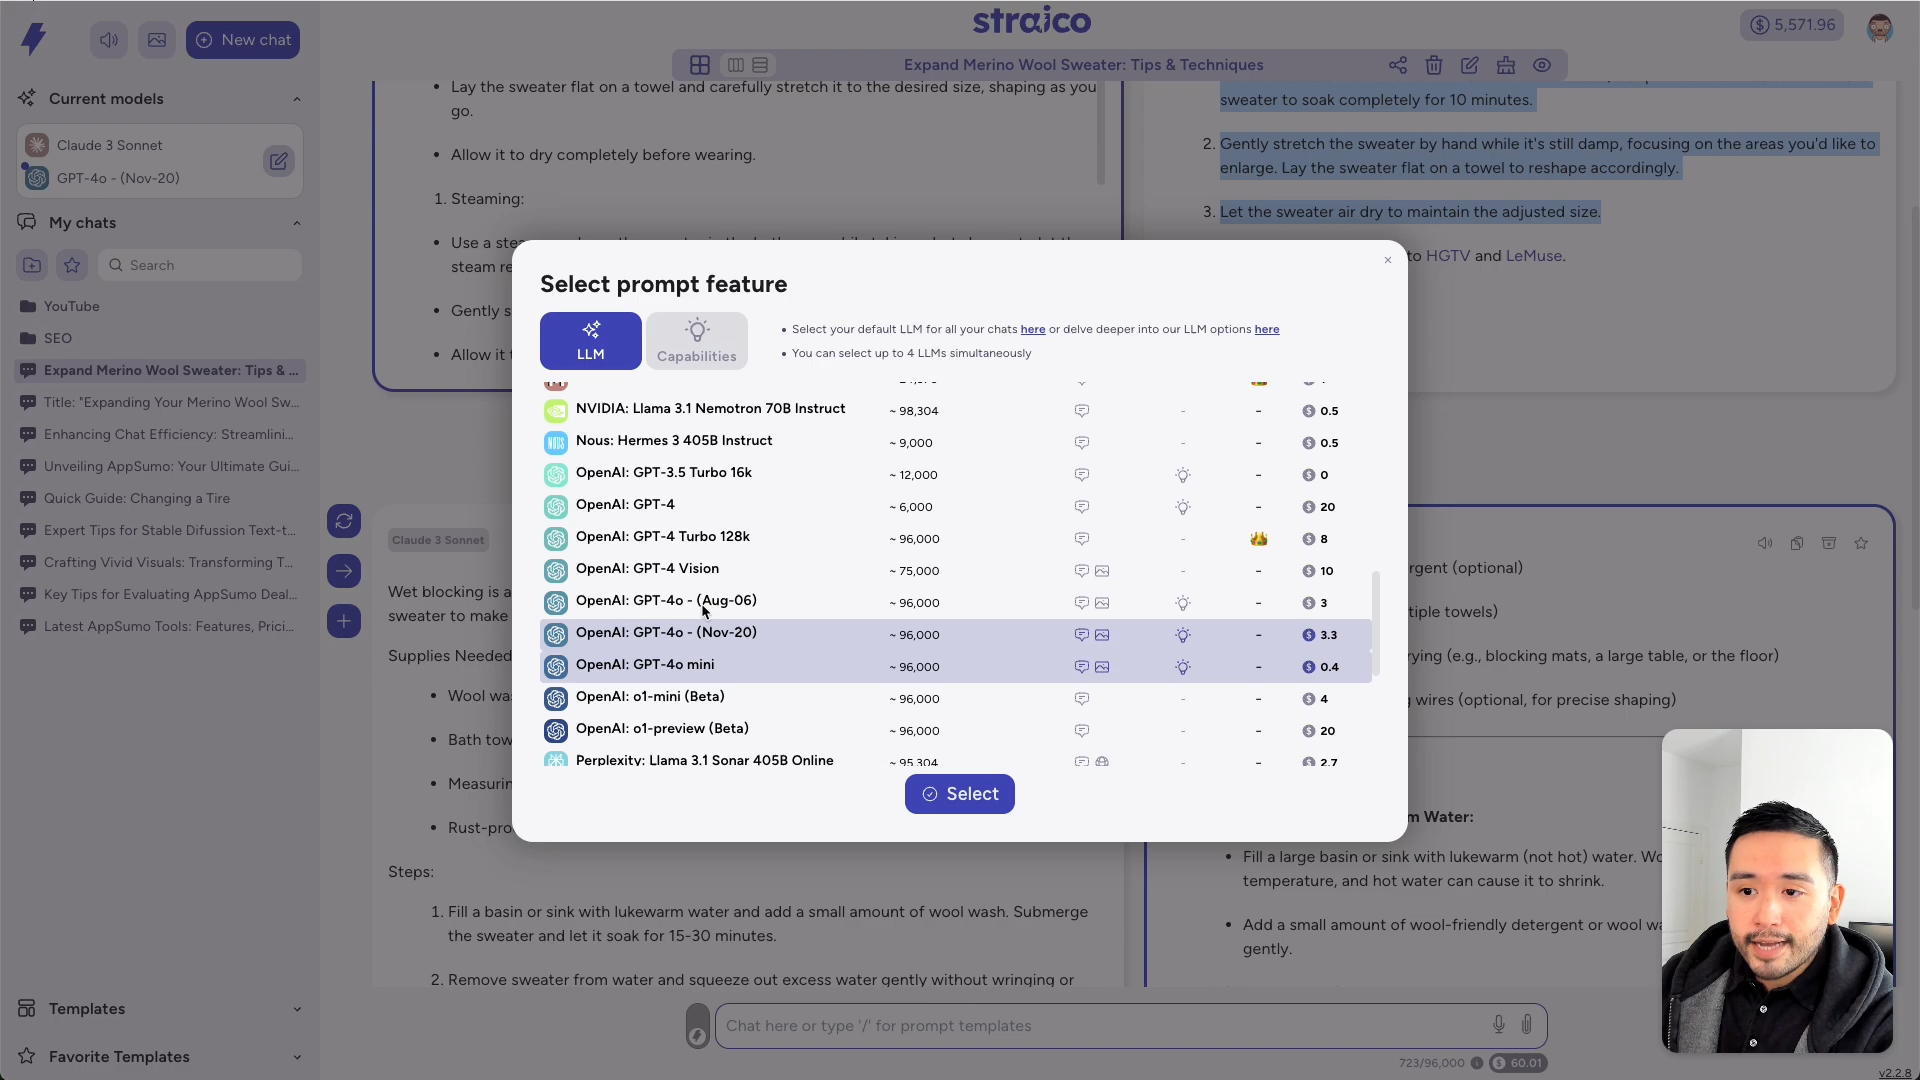 straico
5,571.96
New chat
Expand Merino Wool Sweater: Tips & Techniques
Current models
Claude 3 Sonnet
GPT-4o - (Nov-20)
My chats
Search
YouTube
SEO
Expand Merino Wool Sweater: Tips & ...
Title: "Expanding Your Merino Wool Sw...
Enhancing Chat Efficiency: Streamlini...
Unveiling AppSumo: Your Ultimate Gui...
Quick Guide: Changing a Tire
Expert Tips for Stable Difussion Text-t...
Crafting Vivid Visuals: Transforming T...
Key Tips for Evaluating AppSumo Deal...
Latest AppSumo Tools: Features, Prici...
Templates
Favorite Templates
• Lay the sweater flat on a towel and carefully stretch it to the desired size, shaping as you
go.
• Allow it to dry completely before wearing.
1. Steaming:
• Use a
steam
• Gently
• Allow it
sweater to soak completely for 10 minutes.
2. Gently stretch the sweater by hand while it's still damp, focusing on the areas you'd like to
enlarge. Lay the sweater flat on a towel to reshape accordingly.
3. Let the sweater air dry to maintain the adjusted size.
to HGTV and LeMuse.
Select prompt feature
LLM
Capabilities
• Select your default LLM for all your chats here or delve deeper into our LLM options here
• You can select up to 4 LLMs simultaneously
NVIDIA: Llama 3.1 Nemotron 70B Instruct ~ 98,304 - - 0.5
Nous: Hermes 3 405B Instruct ~ 9,000 - - 0.5
OpenAI: GPT-3.5 Turbo 16k ~ 12,000 - 0
OpenAI: GPT-4 ~ 6,000 - 20
OpenAI: GPT-4 Turbo 128k ~ 96,000 - 8
OpenAI: GPT-4 Vision ~ 75,000 - - 10
OpenAI: GPT-4o - (Aug-06) ~ 96,000 - 3
OpenAI: GPT-4o - (Nov-20) ~ 96,000 - 3.3
OpenAI: GPT-4o mini ~ 96,000 - 0.4
OpenAI: o1-mini (Beta) ~ 96,000 - - 4
OpenAI: o1-preview (Beta) ~ 96,000 - - 20
Perplexity: Llama 3.1 Sonar 405B Online ~ 95,304 - - 2.7
Select
Claude 3 Sonnet
Wet blocking is a
sweater to make
Supplies Needed
• Wool
• Bath
•
•
Steps:
1. Fill a basin or sink with lukewarm water and add a small amount of wool wash. Submerge
the sweater and let it soak for 15-30 minutes.
2. Remove sweater from water and squeeze out excess water gently without wringing or
(optional)
towels)
(e.g., blocking mats, a large table, or the floor)
wires (optional, for precise shaping)
Water:
• Fill a large basin or sink with lukewarm (not hot) water.
temperature, and hot water can cause it to shrink.
• Add a small amount of wool-friendly detergent or wool
gently.
Chat here or type '/' for prompt templates
723/96,000 60.01
v2.2.8